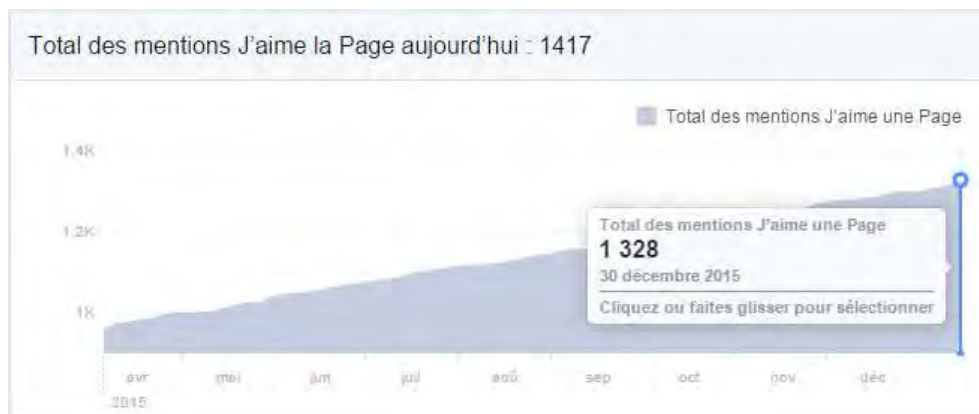 Total des mentions J'aime la Page aujourd'hui : 1417
Total des mentions J'aime une Page
1.4K
1.2K
1K
Total des mentions J'aime une Page
1 328
30 décembre 2015
Cliquez ou faites glisser pour sélectionner
avr mai jun juil aoû sep oct nov déc
2015